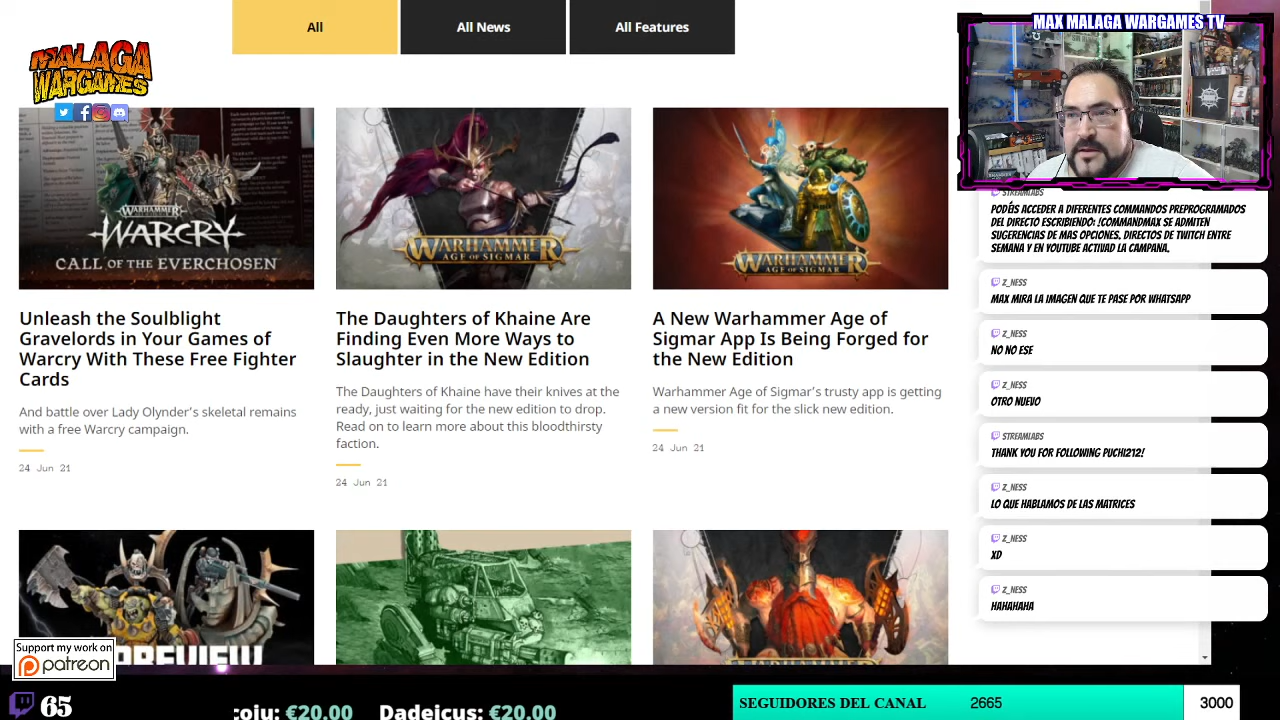 All
All News
All Features
MALAGA
WARGAMES
WARHAMMER
WARCRY
CALL OF THE EVERCHOSEN
WARHAMMER
AGE OF SIGMAR
WARHAMMER
AGE OF SIGMAR
Unleash the Soulblight
Gravelords in Your Games of
Warcry With These Free Fighter
Cards
And battle over Lady Olynder's skeletal remains
with a free Warcry campaign.
24 Jun 21
The Daughters of Khaine Are
Finding Even More Ways to
Slaughter in the New Edition
The Daughters of Khaine have their knives at the
ready, just waiting for the new edition to drop.
Read on to learn more about this bloodthirsty
faction.
24 Jun 21
A New Warhammer Age of
Sigmar App Is Being Forged for
the New Edition
Warhammer Age of Sigmar's trusty app is getting
a new version fit for the slick new edition.
24 Jun 21
PREVIEW
MAX MALAGA WARGAMES TV
STREAMLABS
PODÉIS ACCEDER A DIFERENTES COMMANDOS PREPROGRAMADOS
DEL DIRECTO ESCRIBIENDO: !COMMANDMAX SE ADMITEN
SUGERENCIAS DE MAS OPCIONES. DIRECTOS DE TWITCH ENTRE
SEMANA Y EN YOUTUBE ACTIVAD LA CAMPANA.
Z_NESS
MAX MIRA LA IMAGEN QUE TE PASE POR WHATSAPP
Z_NESS
NO NO ESE
Z_NESS
OTRO NUEVO
STREAMLABS
THANK YOU FOR FOLLOWING PUCHI212!
Z_NESS
LO QUE HABLAMOS DE LAS MATRICES
Z_NESS
XD
Z_NESS
HAHAHAHA
Support my work on
patreon
65
coiu: €20.00 Dadeicus: €20.00
SEGUIDORES DEL CANAL 2665 3000